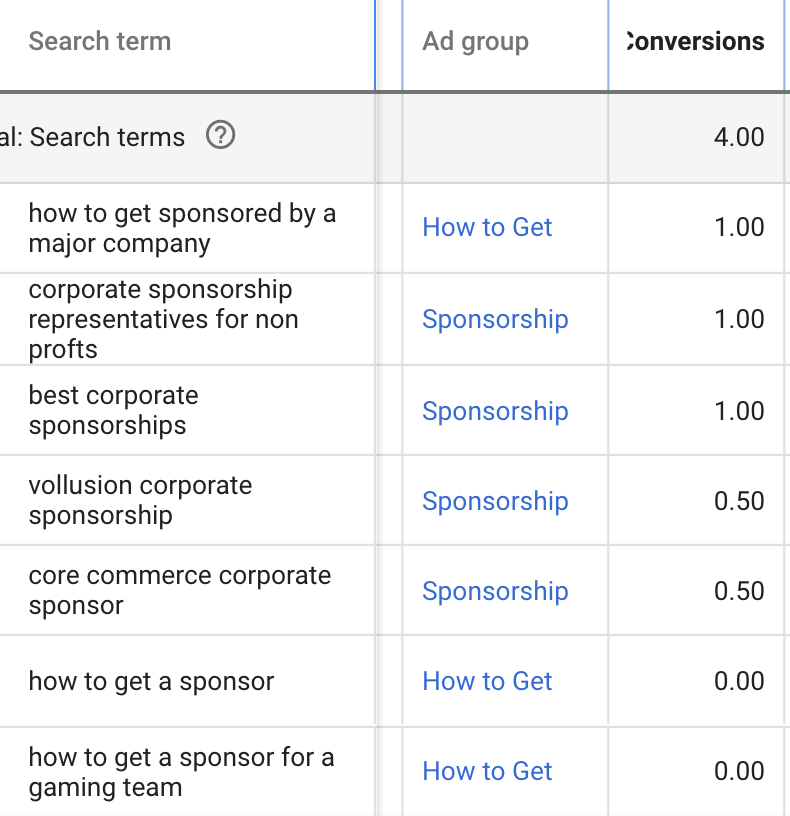 Search term Ad group Conversions
al: Search terms ? 4.00
how to get sponsored by a
major company
How to Get 1.00
corporate sponsorship
representatives for non
profts
Sponsorship 1.00
best corporate
sponsorships
Sponsorship 1.00
vollusion corporate
sponsorship
Sponsorship 0.50
core commerce corporate
sponsor
Sponsorship 0.50
how to get a sponsor How to Get 0.00
how to get a sponsor for a
gaming team
How to Get 0.00